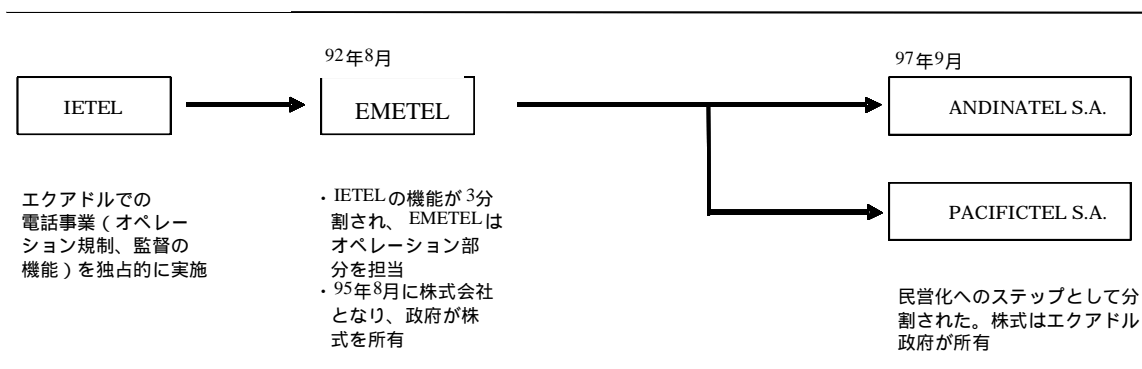 92年8月
97年9月
IETEL
EMETEL
ANDINATEL S.A.
PACIFICTEL S.A.
エクアドルでの
電話事業(オペレー
ション規制、監督の
機能)を独占的に実施
・IETELの機能が3分
割され、EMETELは
オペレーション部
分を担当
・95年8月に株式会社
となり、政府が株
式を所有
民営化へのステップとして分
割された。株式はエクアドル
政府が所有